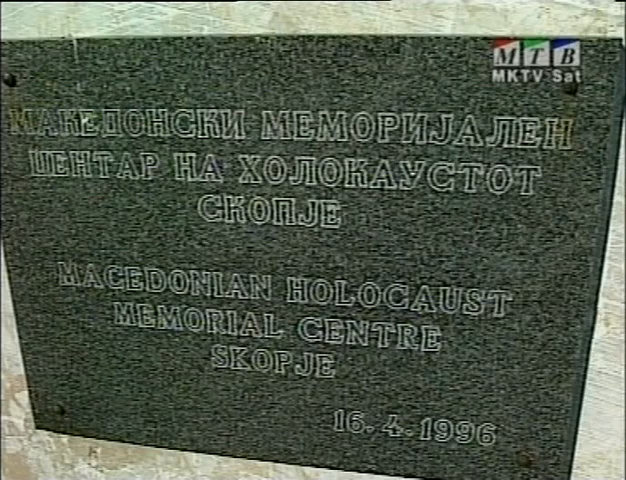 МТВ
MKTV Sat
МАКЕДОНСКИ МЕМОРИЈАЛЕН
ЦЕНТАР НА ХОЛОКАУСТОТ
СКОПЈЕ
MACEDONIAN HOLOCAUST
MEMORIAL CENTRE
SKOPJE
16.4.1996